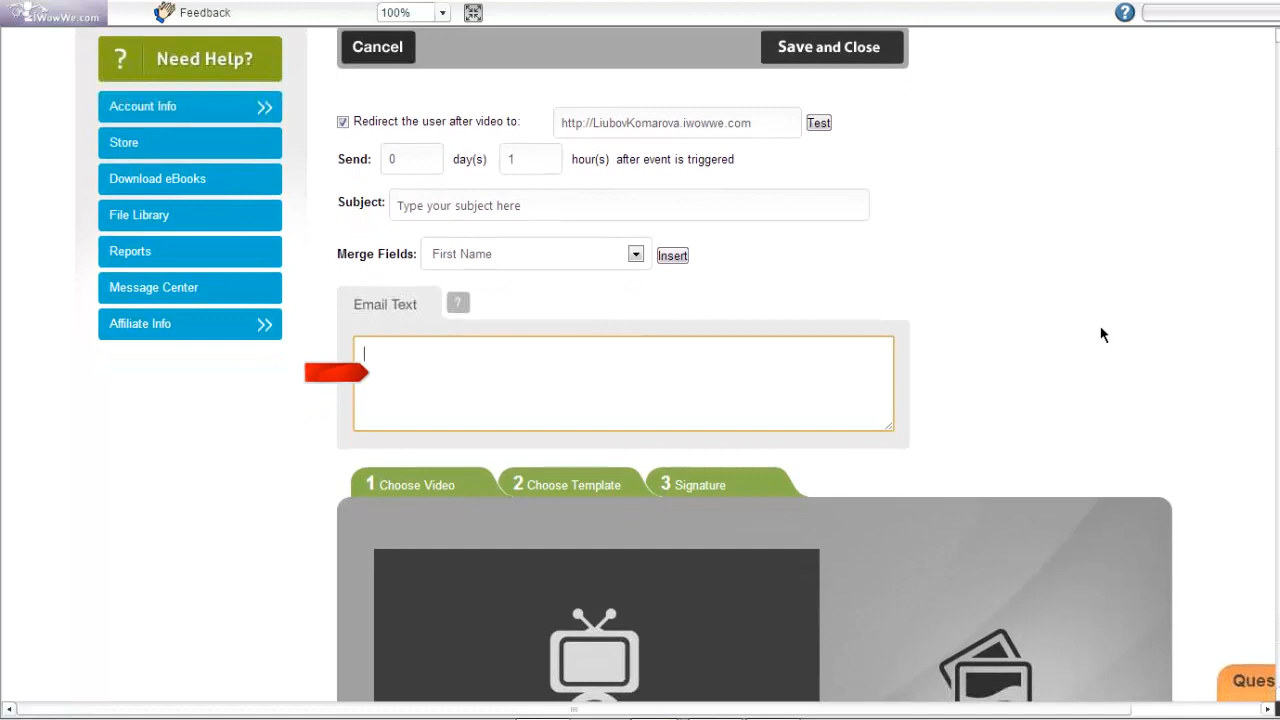 iWowWe.com
Feedback
100%
?
? Need Help?
Account Info
Store
Download eBooks
File Library
Reports
Message Center
Affiliate Info
Cancel
Save and Close
Redirect the user after video to: http://LiubovKomarova.iwowwe.com Test
Send: 0 day(s) 1 hour(s) after event is triggered
Subject: Type your subject here
Merge Fields: First Name Insert
Email Text ?
1 Choose Video 2 Choose Template 3 Signature
Ques